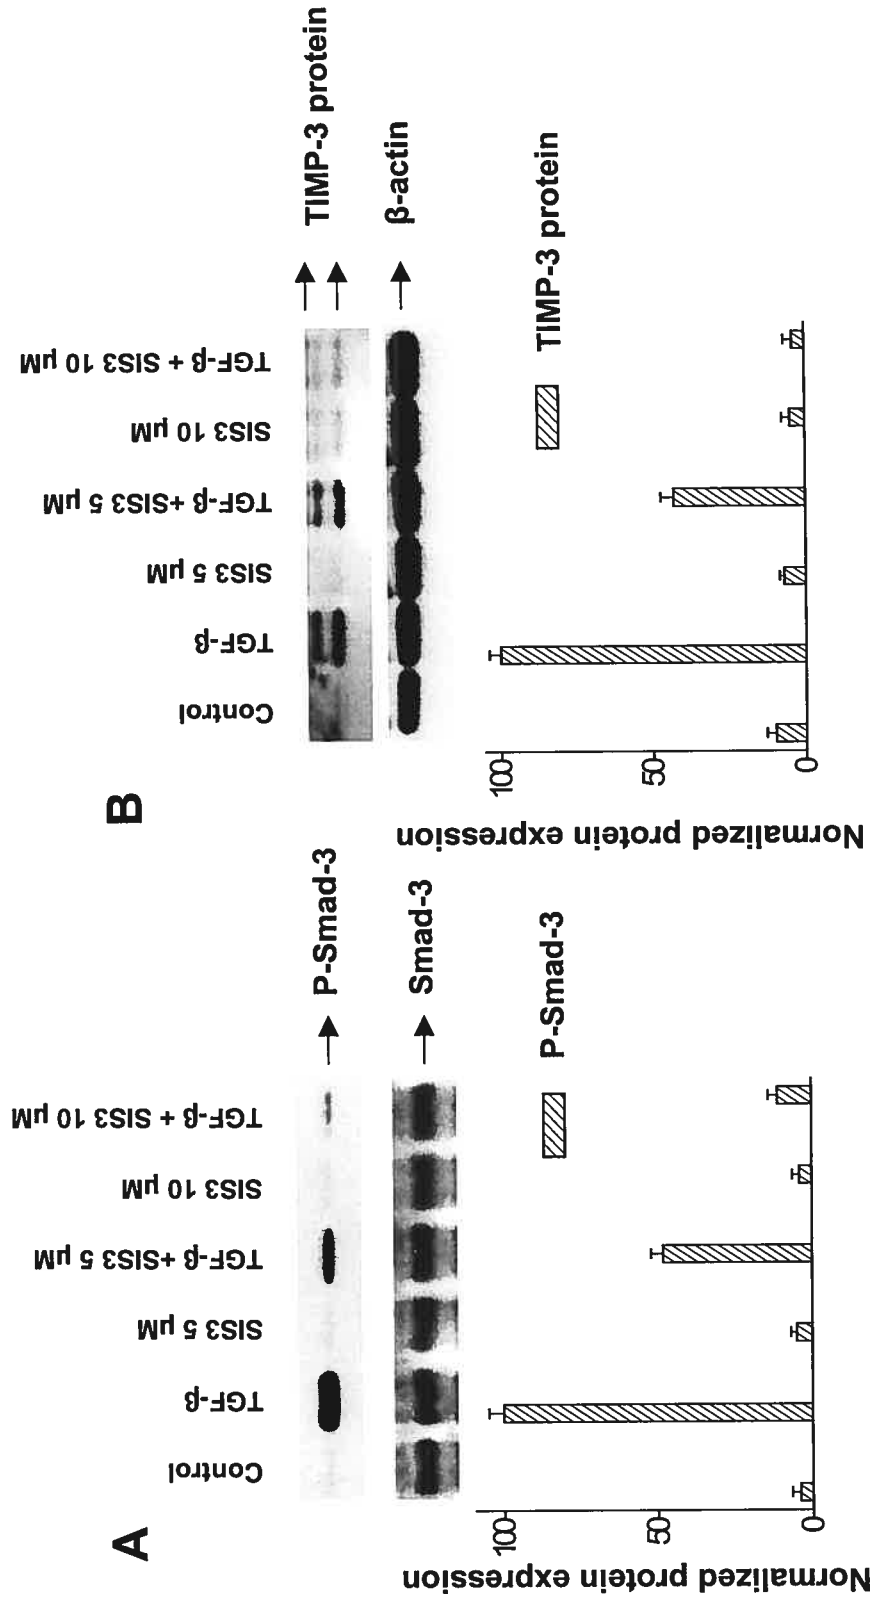 A
Control
TGF-β
SIS3 5 µM
TGF-β +SIS3 5 µM
SIS3 10 µM
TGF-β + SIS3 10 µM
P-Smad-3
Smad-3
P-Smad-3
Normalized protein expression
100
50
0
B
Control
TGF-β
SIS3 5 µM
TGF-β +SIS3 5 µM
SIS3 10 µM
TGF-β + SIS3 10 µM
TIMP-3 protein
β-actin
TIMP-3 protein
Normalized protein expression
100
50
0